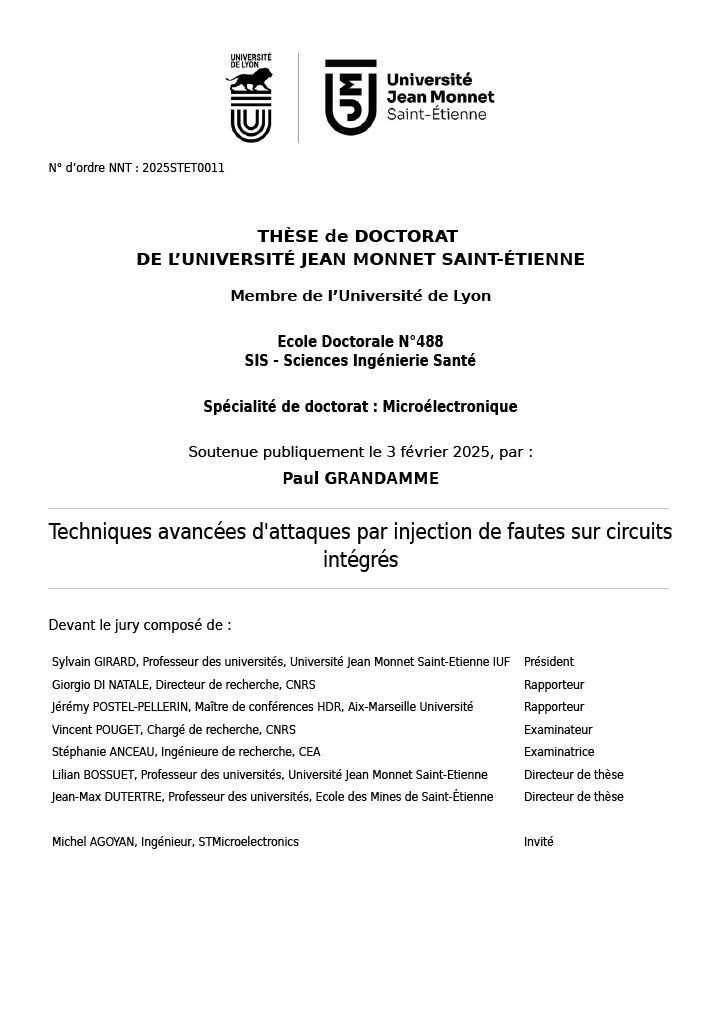 UNIVERSITÉ
DE LYON
Université
Jean Monnet
Saint-Étienne
N° d’ordre NNT : 2025STET0011
THÈSE de DOCTORAT
DE L’UNIVERSITÉ JEAN MONNET SAINT-ÉTIENNE
Membre de l’Université de Lyon
Ecole Doctorale N°488
SIS - Sciences Ingénierie Santé
Spécialité de doctorat : Microélectronique
Soutenue publiquement le 3 février 2025, par :
Paul GRANDAMME
Techniques avancées d'attaques par injection de fautes sur circuits
intégrés
Devant le jury composé de :
Sylvain GIRARD, Professeur des universités, Université Jean Monnet Saint-Etienne IUF Président
Giorgio DI NATALE, Directeur de recherche, CNRS Rapporteur
Jérémy POSTEL-PELLERIN, Maître de conférences HDR, Aix-Marseille Université Rapporteur
Vincent POUGET, Chargé de recherche, CNRS Examinateur
Stéphanie ANCEAU, Ingénieure de recherche, CEA Examinatrice
Lilian BOSSUET, Professeur des universités, Université Jean Monnet Saint-Etienne Directeur de thèse
Jean-Max DUTERTRE, Professeur des universités, Ecole des Mines de Saint-Étienne Directeur de thèse
Michel AGOYAN, Ingénieur, STMicroelectronics Invité